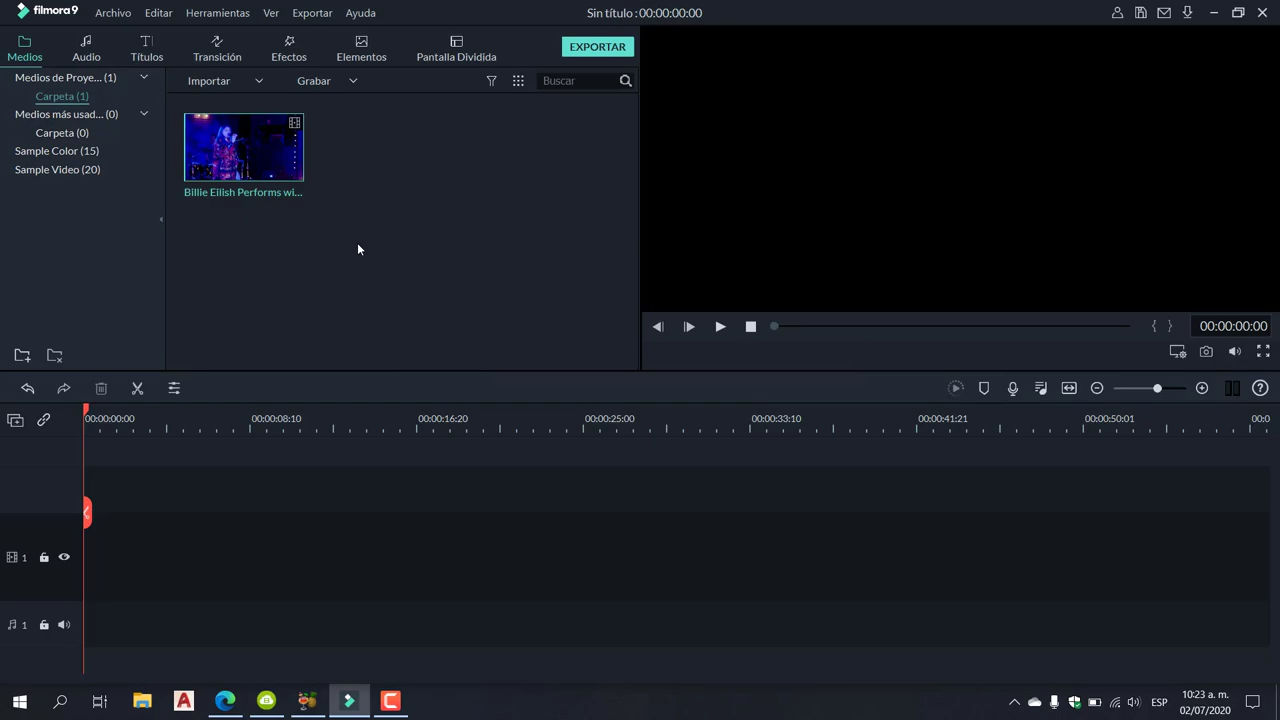 filmora9 Archivo Editar Herramientas Ver Exportar Ayuda Sin título : 00:00:00:00
Medios Audio Títulos Transición Efectos Elementos Pantalla Dividida EXPORTAR
Medios de Proye... (1)
Carpeta (1)
Medios más usad... (0)
Carpeta (0)
Sample Color (15)
Sample Video (20)
Importar Grabar Buscar
Billie Eilish Performs wi...
00:00:00:00
00:00:00:00 00:00:08:10 00:00:16:20 00:00:25:00 00:00:33:10 00:00:41:21 00:00:50:01 00:0
1
1
ESP
10:23 a. m.
02/07/2020